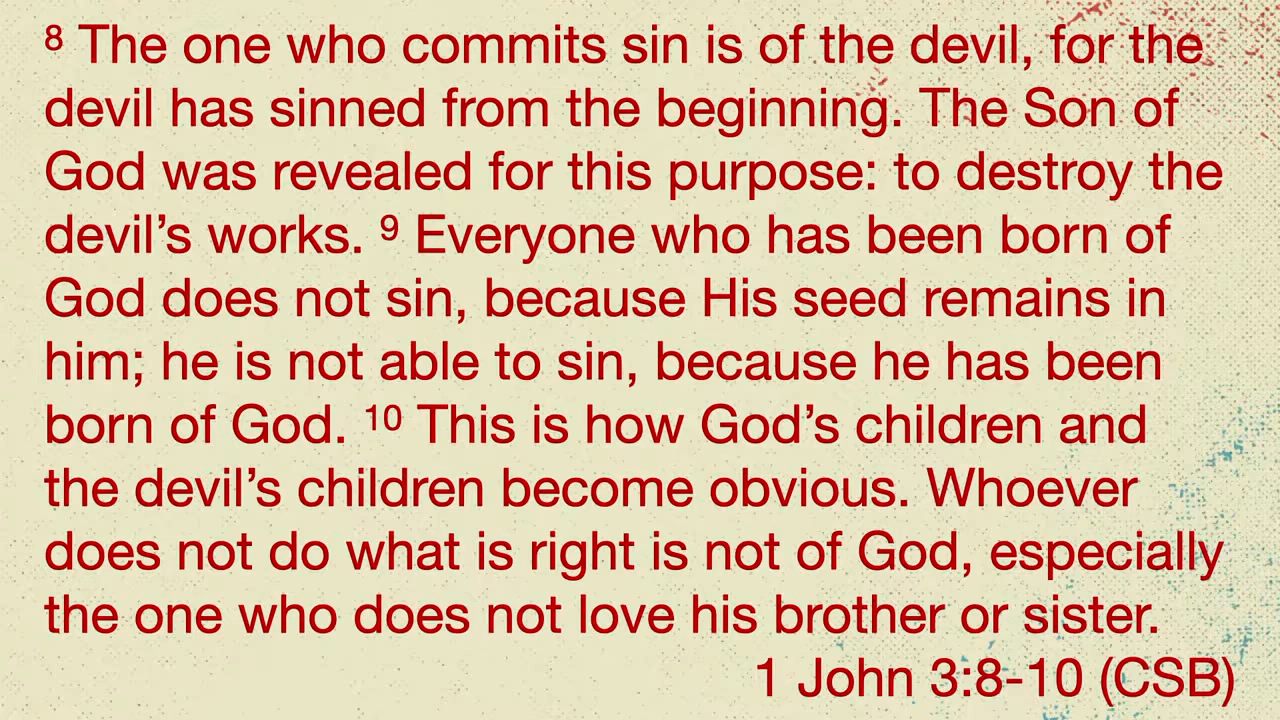 ⁸ The one who commits sin is of the devil, for the
devil has sinned from the beginning. The Son of
God was revealed for this purpose: to destroy the
devil’s works. ⁹ Everyone who has been born of
God does not sin, because His seed remains in
him; he is not able to sin, because he has been
born of God. ¹⁰ This is how God’s children and
the devil’s children become obvious. Whoever
does not do what is right is not of God, especially
the one who does not love his brother or sister.
1 John 3:8-10 (CSB)